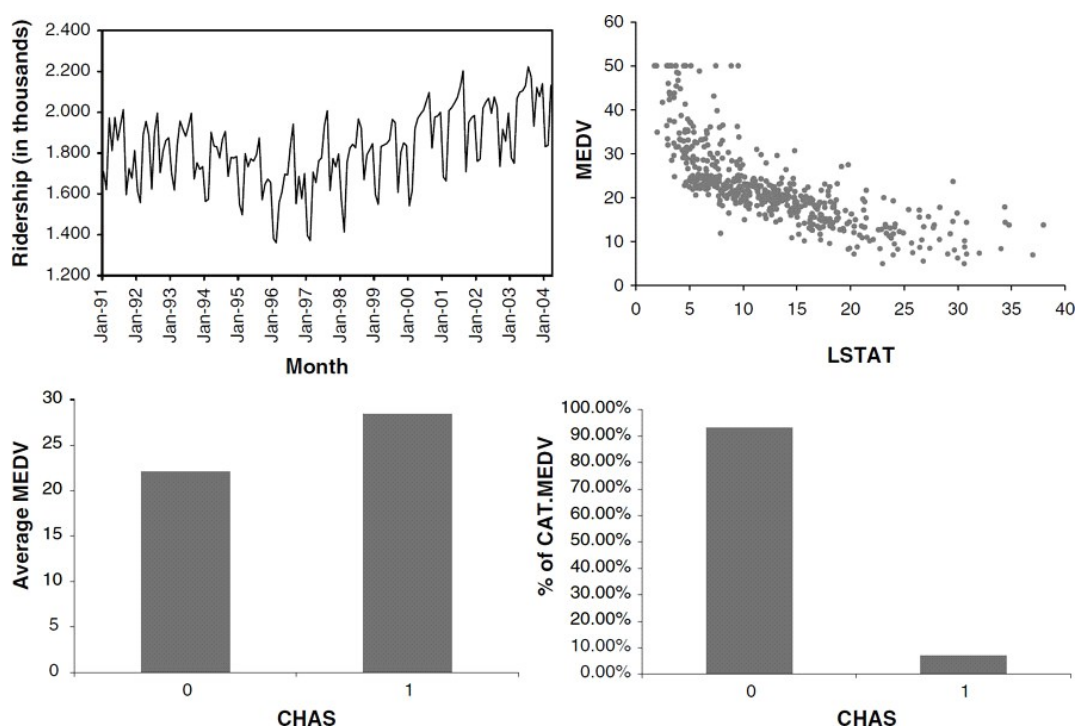 Ridership (in thousands)
2.400
2.200
2.000
1.800
1.600
1.400
1.200
Jan-91
Jan-92
Jan-93
Jan-94
Jan-95
Jan-96
Jan-97
Jan-98
Jan-99
Jan-00
Jan-01
Jan-02
Jan-03
Jan-04
Month
MEDV
60
50
40
30
20
10
0
0 5 10 15 20 25 30 35 40
LSTAT
Average MEDV
30
25
20
15
10
5
0
0 1
CHAS
% of CAT.MEDV
100.00%
90.00%
80.00%
70.00%
60.00%
50.00%
40.00%
30.00%
20.00%
10.00%
0.00%
0 1
CHAS